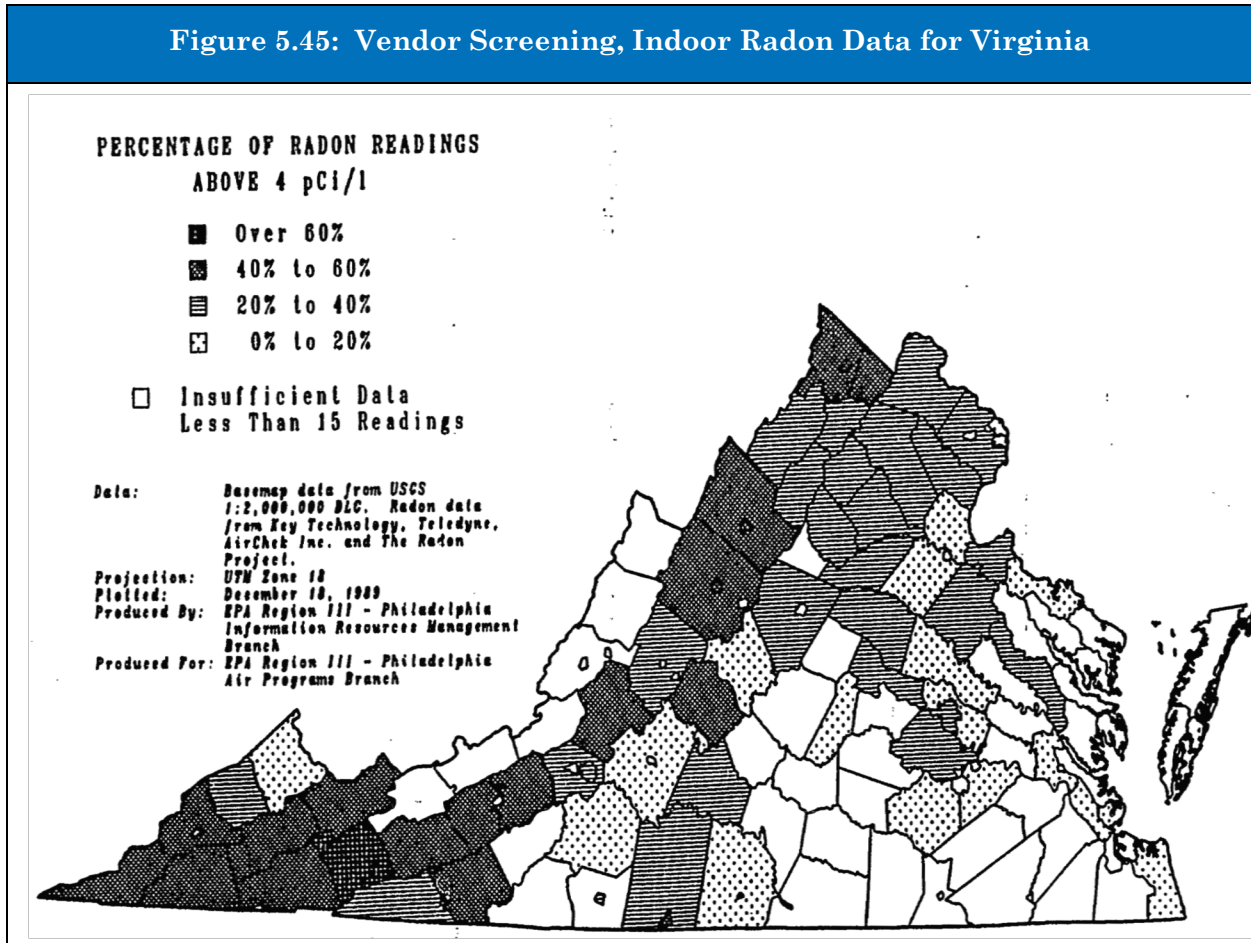 Figure 5.45: Vendor Screening, Indoor Radon Data for Virginia
PERCENTAGE OF RADON READINGS
ABOVE 4 pCi/l
Over 60%
40% to 60%
20% to 40%
0% to 20%
Insufficient Data
Less Than 15 Readings
Data: Basemap data from USGS
1:2,000,000 DLG. Radon data
from Key Technology, Teledyne,
AirChek Inc. and The Radon
Project.
Projection: UTM Zone 18
Plotted: December 18, 1989
Produced By: EPA Region III - Philadelphia
Information Resources Management
Branch
Produced For: EPA Region III - Philadelphia
Air Programs Branch